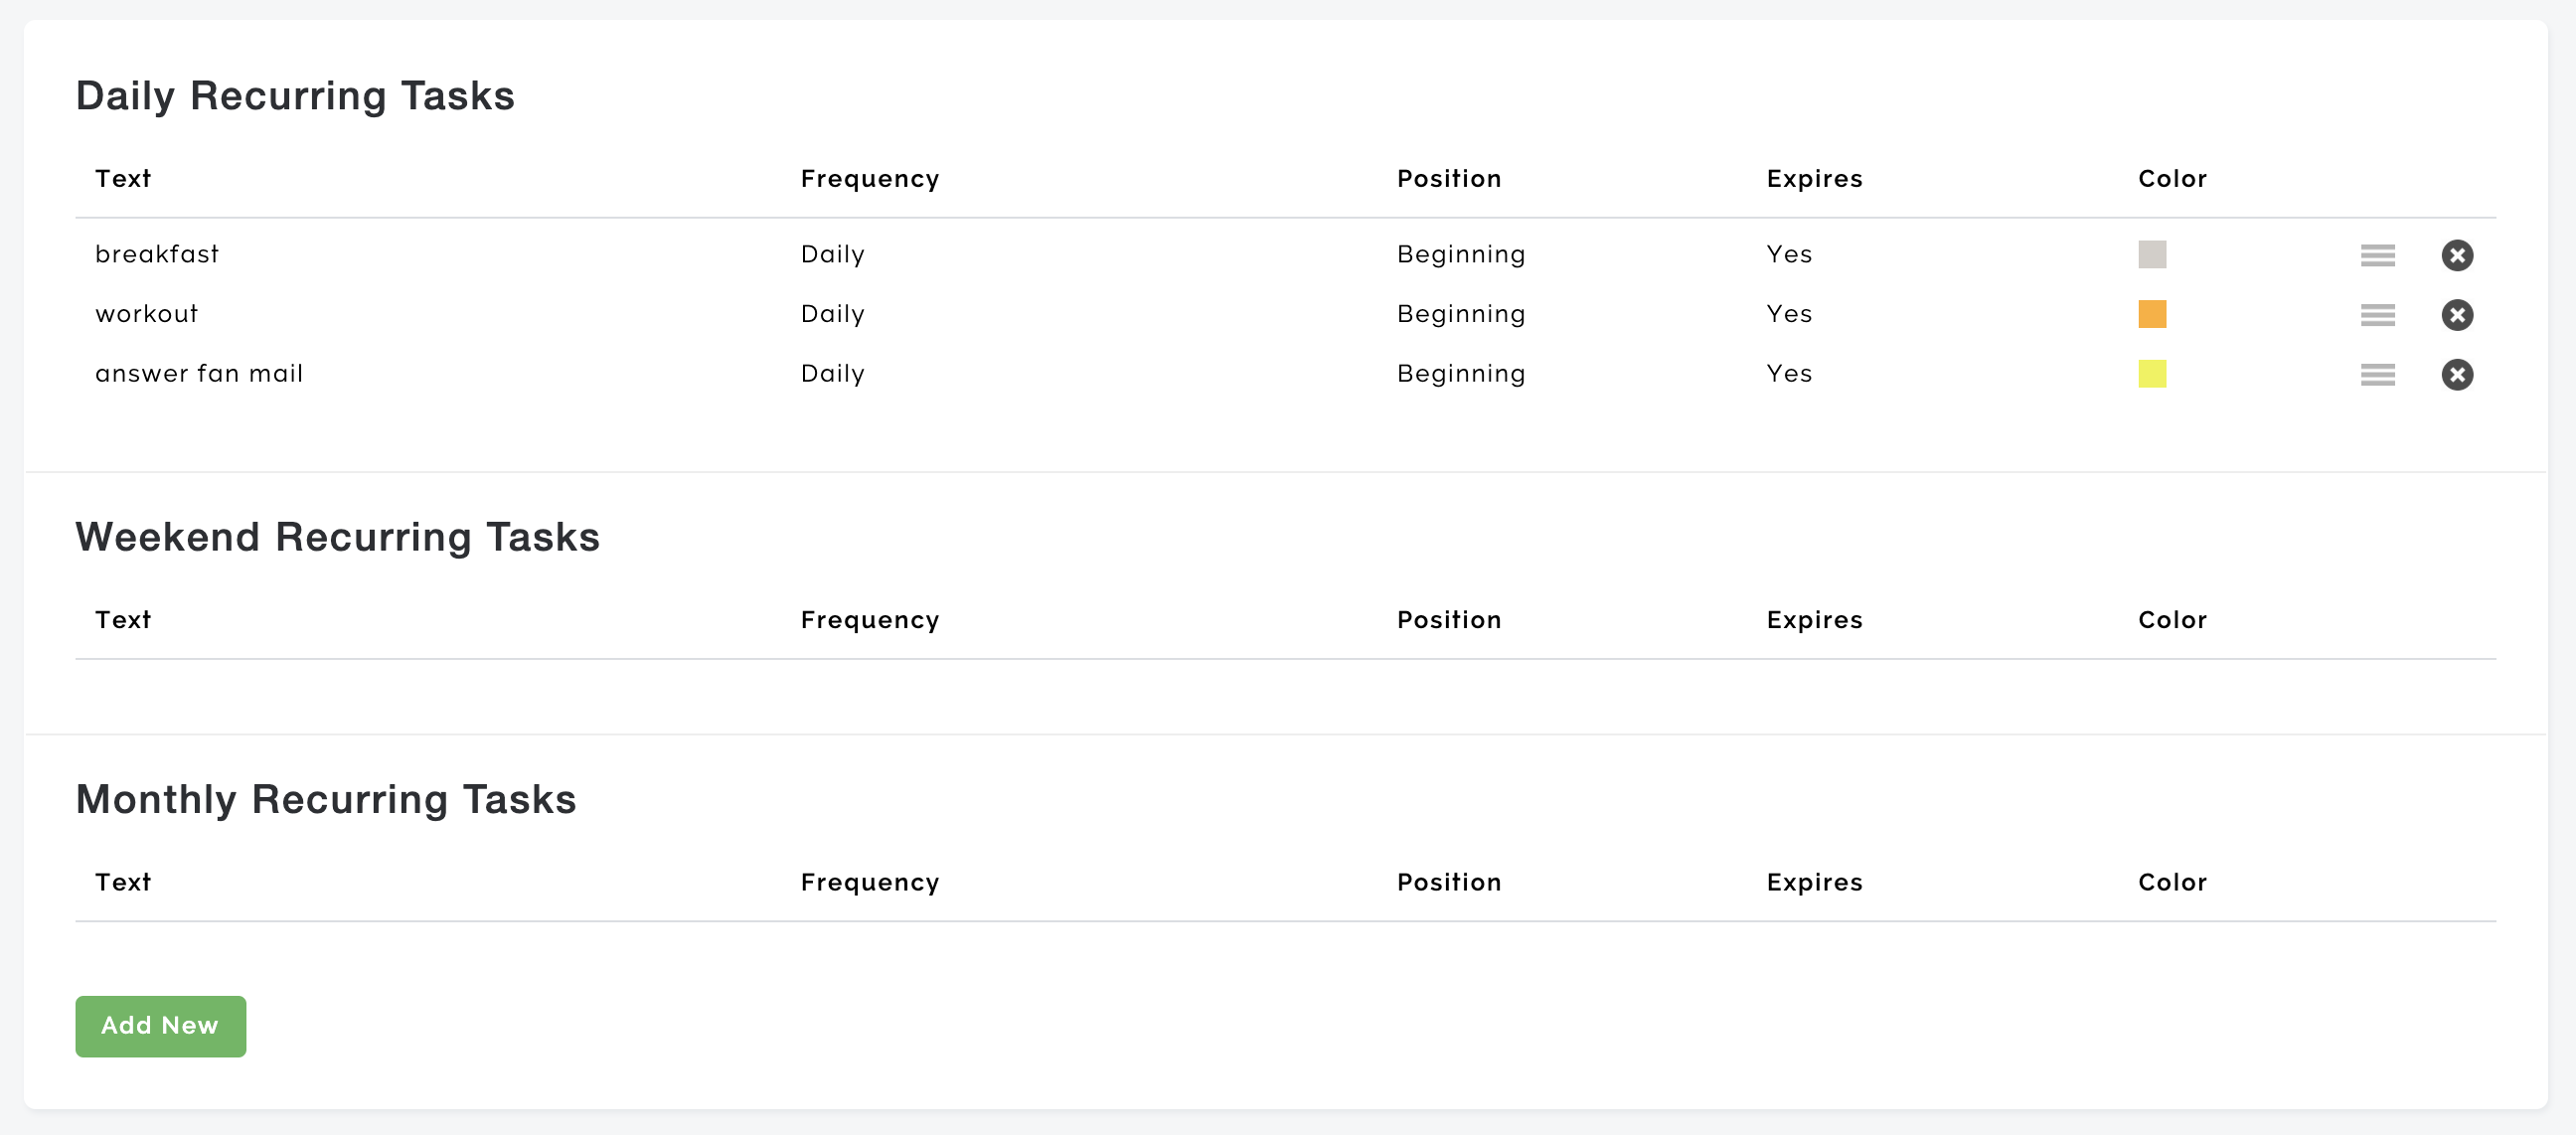 Daily Recurring Tasks
Text Frequency Position Expires Color
breakfast Daily Beginning Yes
workout Daily Beginning Yes
answer fan mail Daily Beginning Yes
Weekend Recurring Tasks
Text Frequency Position Expires Color
Monthly Recurring Tasks
Text Frequency Position Expires Color
Add New